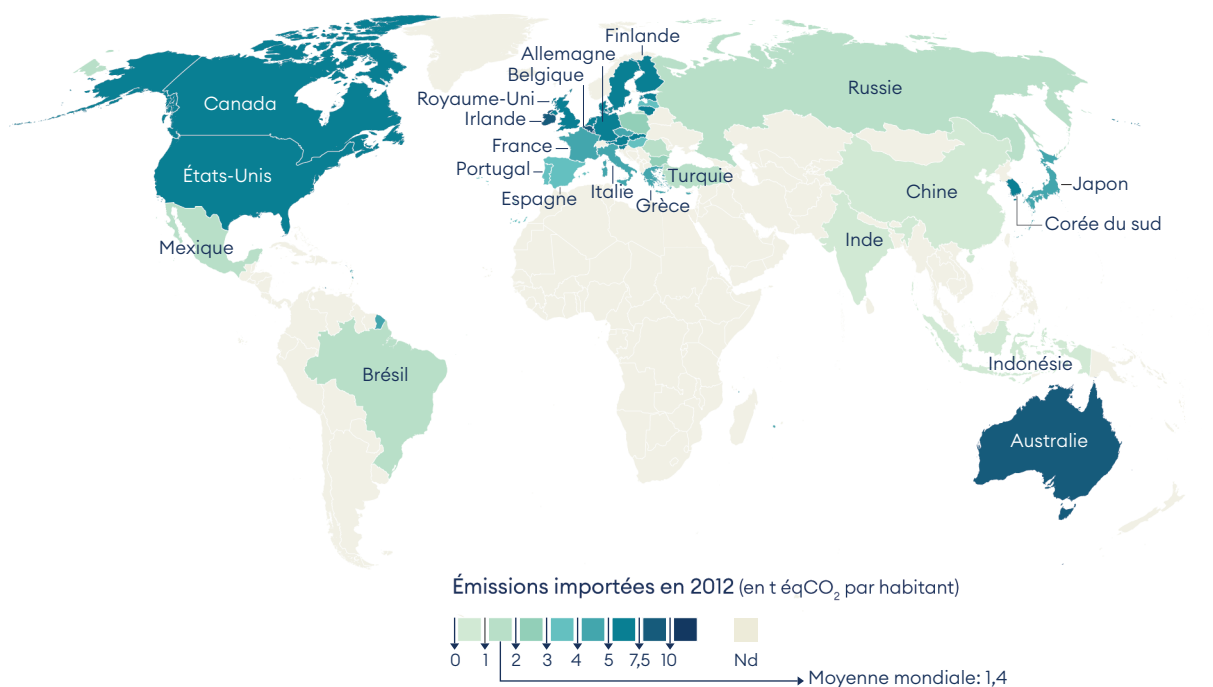 Finlande
Allemagne
Belgique
Royaume-Uni
Irlande
France
Portugal
Espagne
Italie
Grèce
Turquie
Canada
États-Unis
Mexique
Brésil
Russie
Chine
Inde
Japon
Corée du sud
Indonésie
Australie
Émissions importées en 2012 (en t éqCO₂ par habitant)
0 1 2 3 4 5 7,5 10 Nd
Moyenne mondiale: 1,4